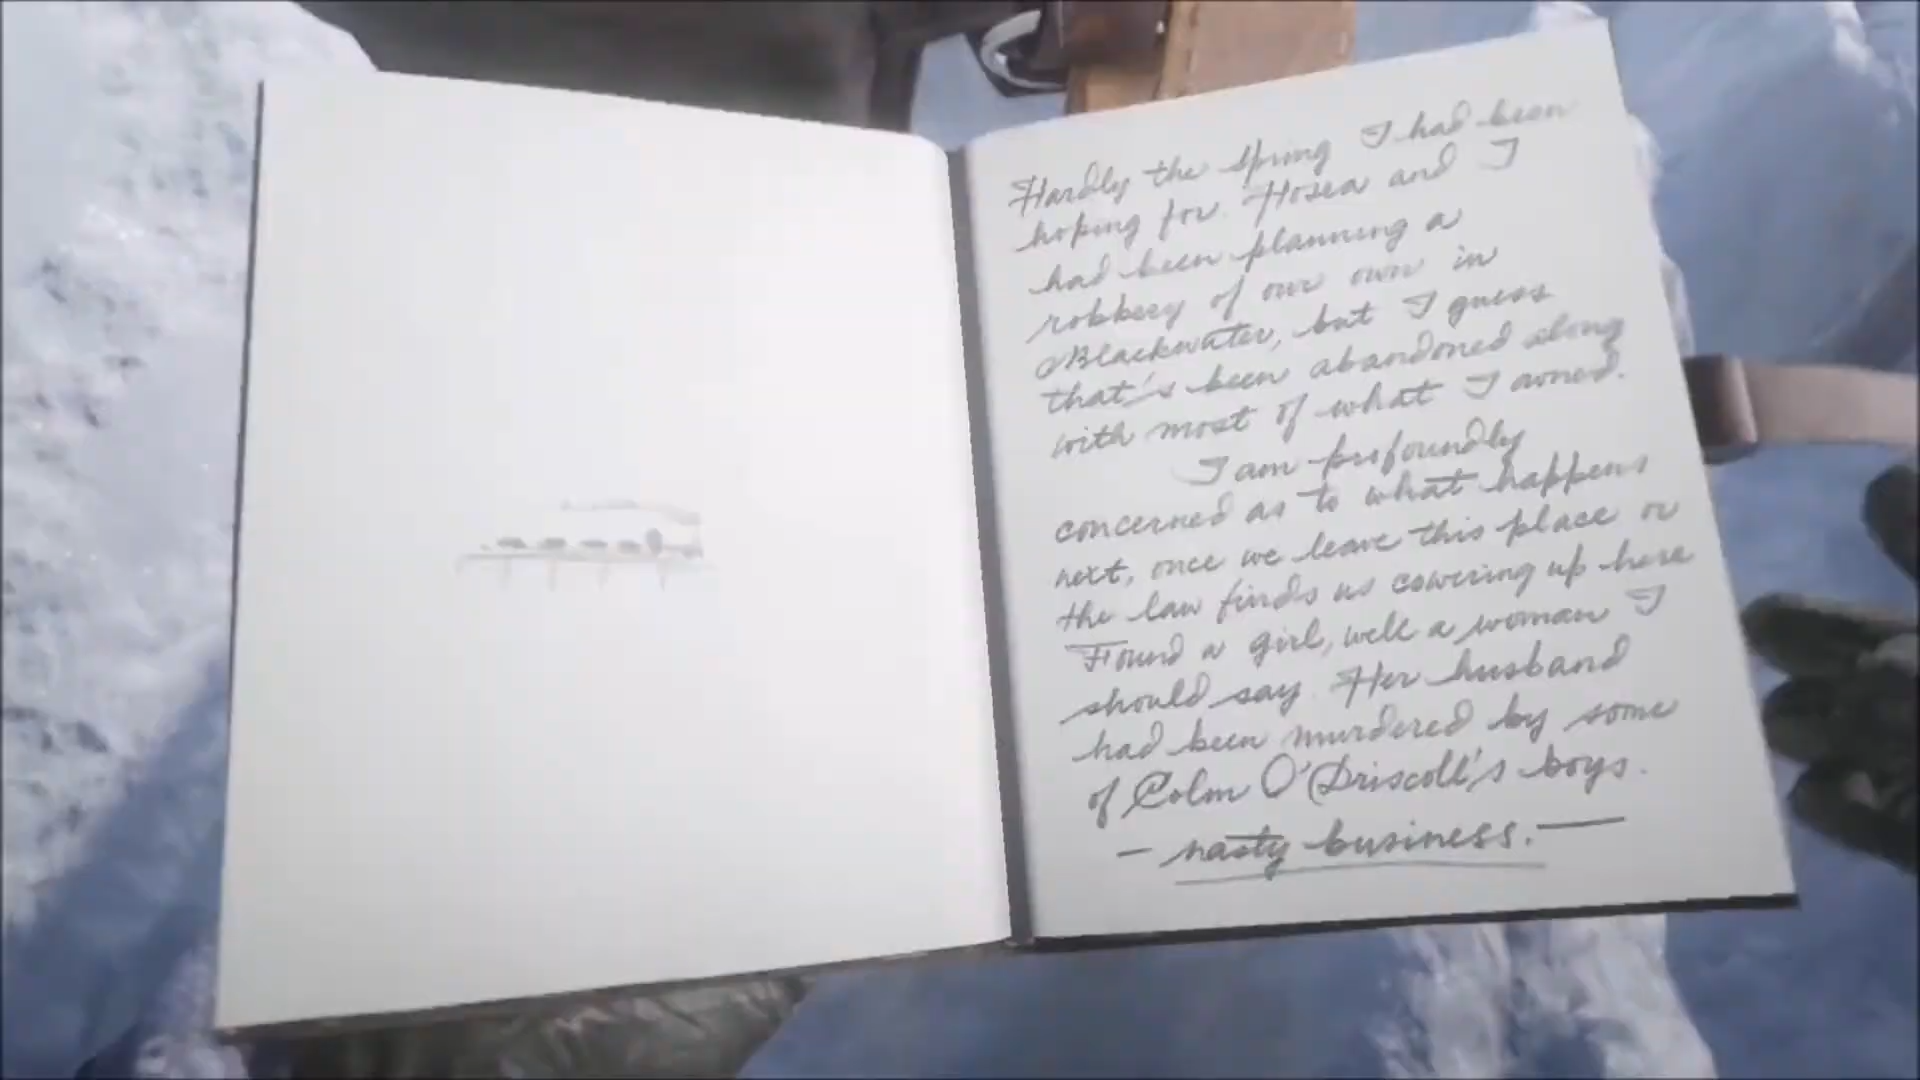 Hardly the spring I had been
hoping for. Hosea and I
had been planning a
robbery of our own in
Blackwater, but I guess
that's been abandoned along
with most of what I owned.
I am profoundly
concerned as to what happens
next, once we leave this place or
the law finds us cowering up here
Found a girl, well a woman I
should say. Her husband
had been murdered by some
of Colm O'Driscoll's boys.
— nasty business. —